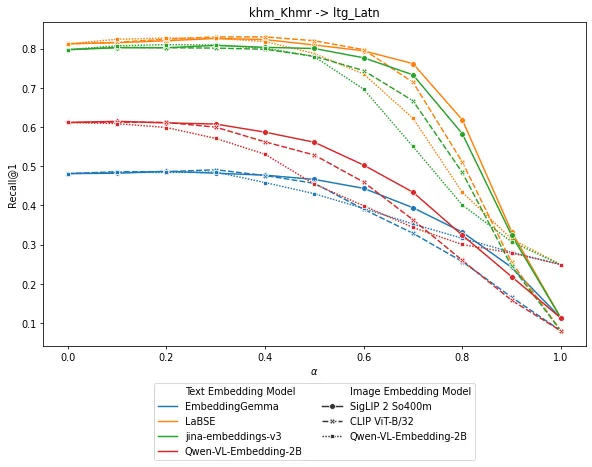 khm_Khmr -> ltg_Latn
Recall@1
0.8
0.7
0.6
0.5
0.4
0.3
0.2
0.1
0.0 0.2 0.4 0.6 0.8 1.0
α
Text Embedding Model
EmbeddingGemma
LaBSE
jina-embeddings-v3
Qwen-VL-Embedding-2B
Image Embedding Model
SigLIP 2 So400m
CLIP ViT-B/32
Qwen-VL-Embedding-2B